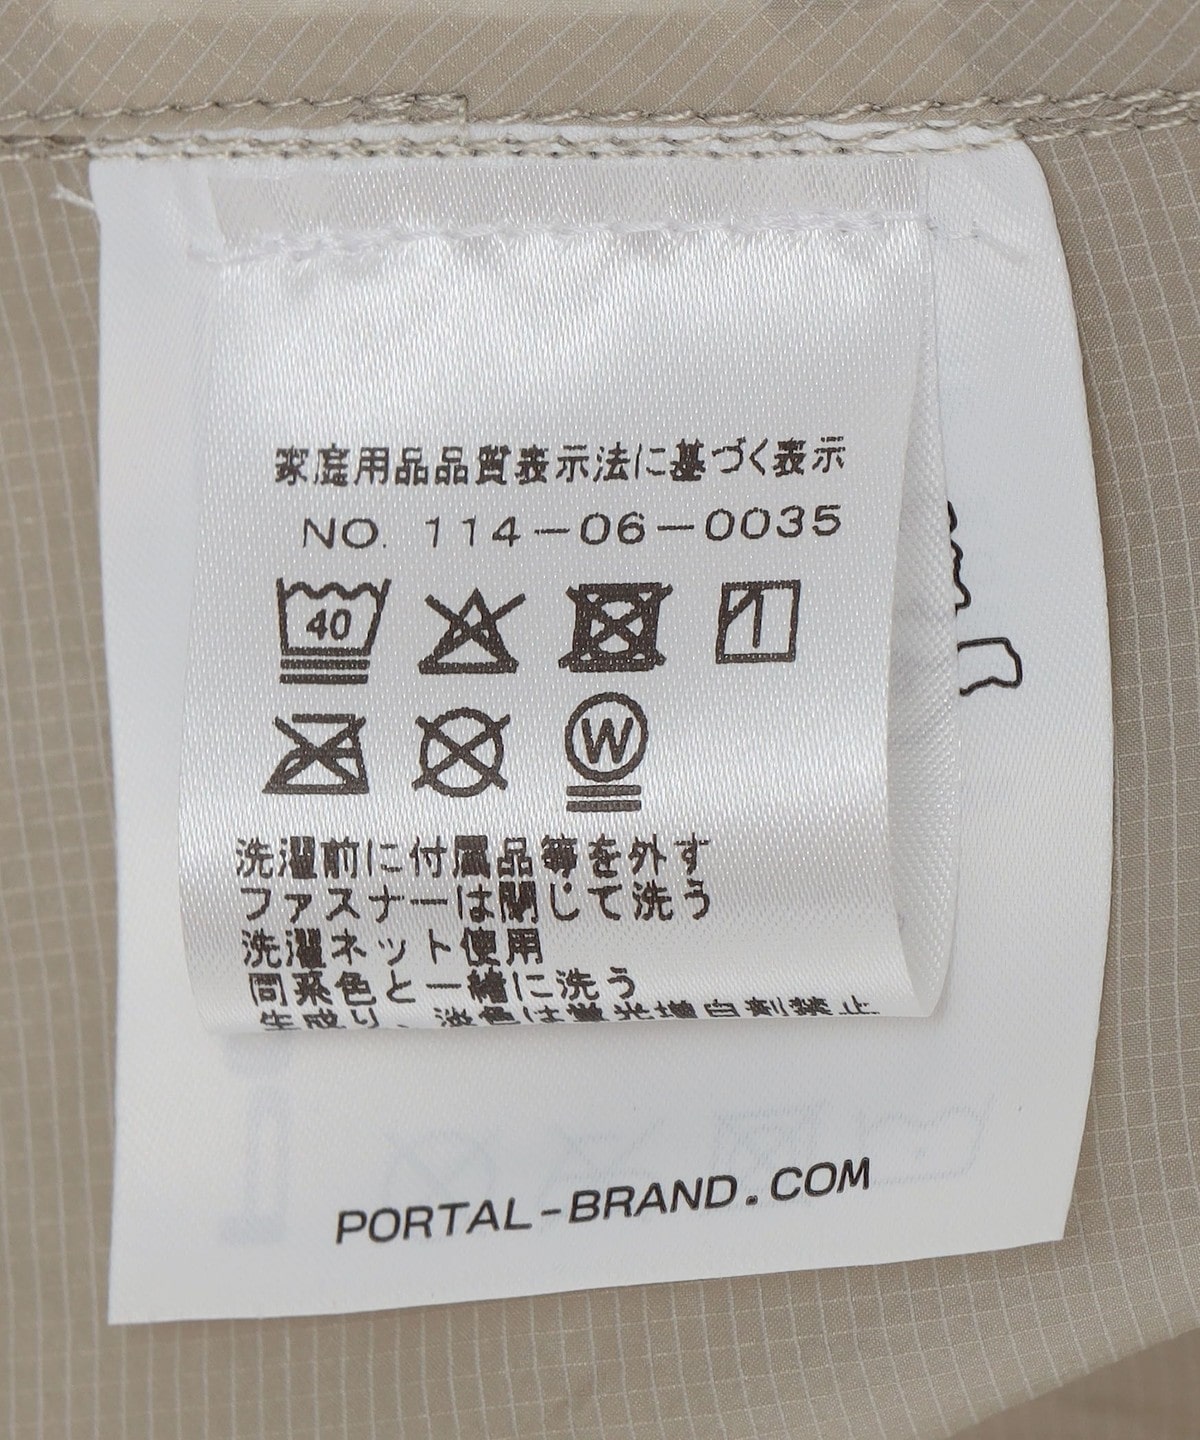 家庭用品品質表示法に基づく表示
NO. 114-06-0035
40
W
洗濯前に付属品等を外す
ファスナーは閉じて洗う
洗濯ネット使用
同系色と一緒に洗う
PORTAL-BRAND.COM